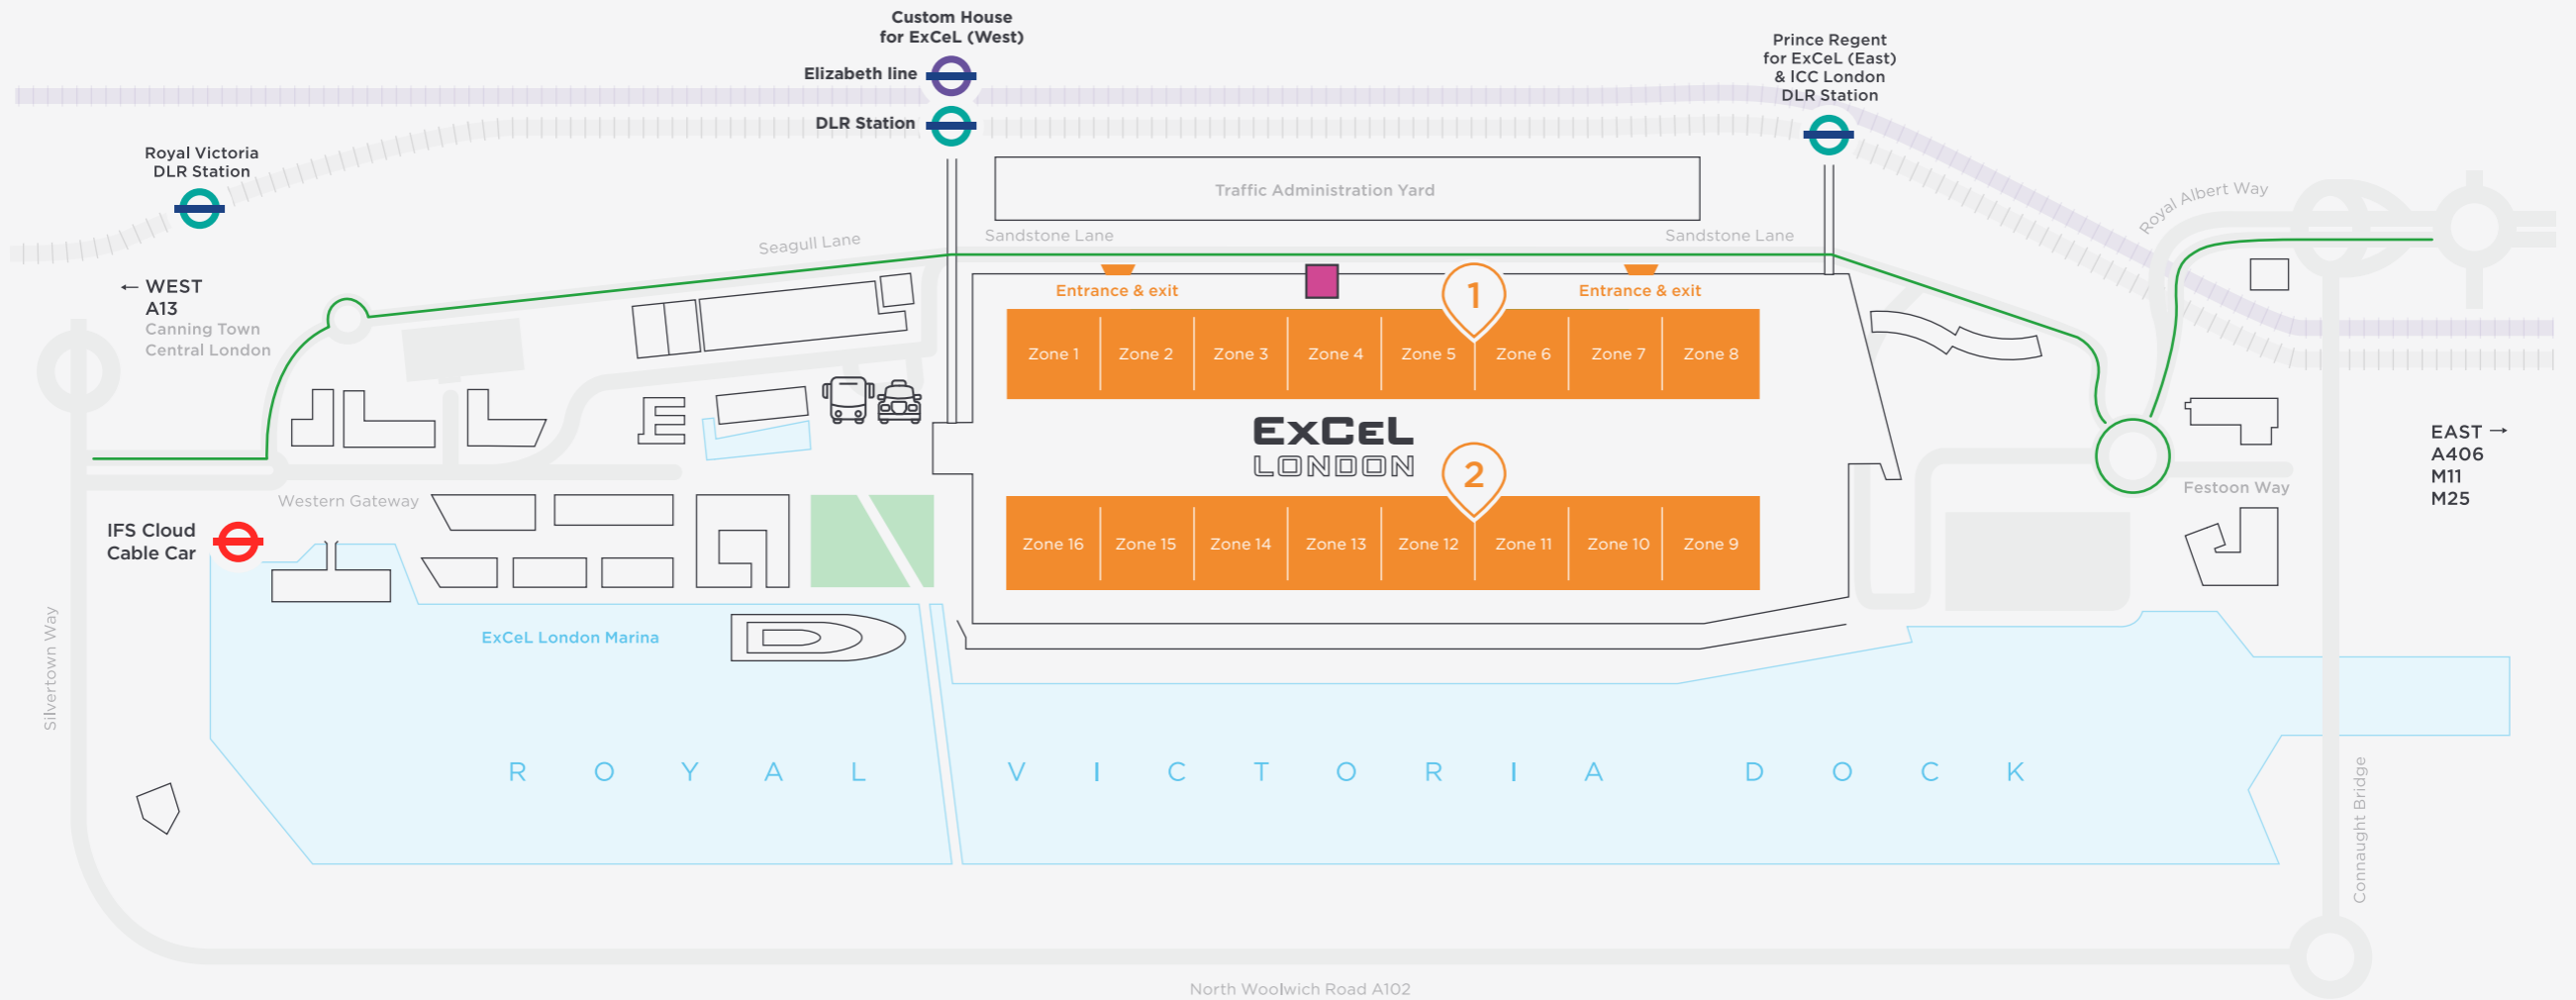 Custom House
for ExCeL (West)
Elizabeth line
DLR Station
Prince Regent
for ExCeL (East)
& ICC London
DLR Station
Royal Victoria
DLR Station
Traffic Administration Yard
Royal Albert Way
Seagull Lane
Sandstone Lane
Sandstone Lane
← WEST
A13
Canning Town
Central London
Entrance & exit
1
Entrance & exit
Zone 1
Zone 2
Zone 3
Zone 4
Zone 5
Zone 6
Zone 7
Zone 8
ExCeL
LONDON
2
EAST →
A406
M11
M25
Festoon Way
Western Gateway
IFS Cloud
Cable Car
Zone 16
Zone 15
Zone 14
Zone 13
Zone 12
Zone 11
Zone 10
Zone 9
ExCeL London Marina
Silvertown Way
ROYAL VICTORIA DOCK
Connaught Bridge
North Woolwich Road A102